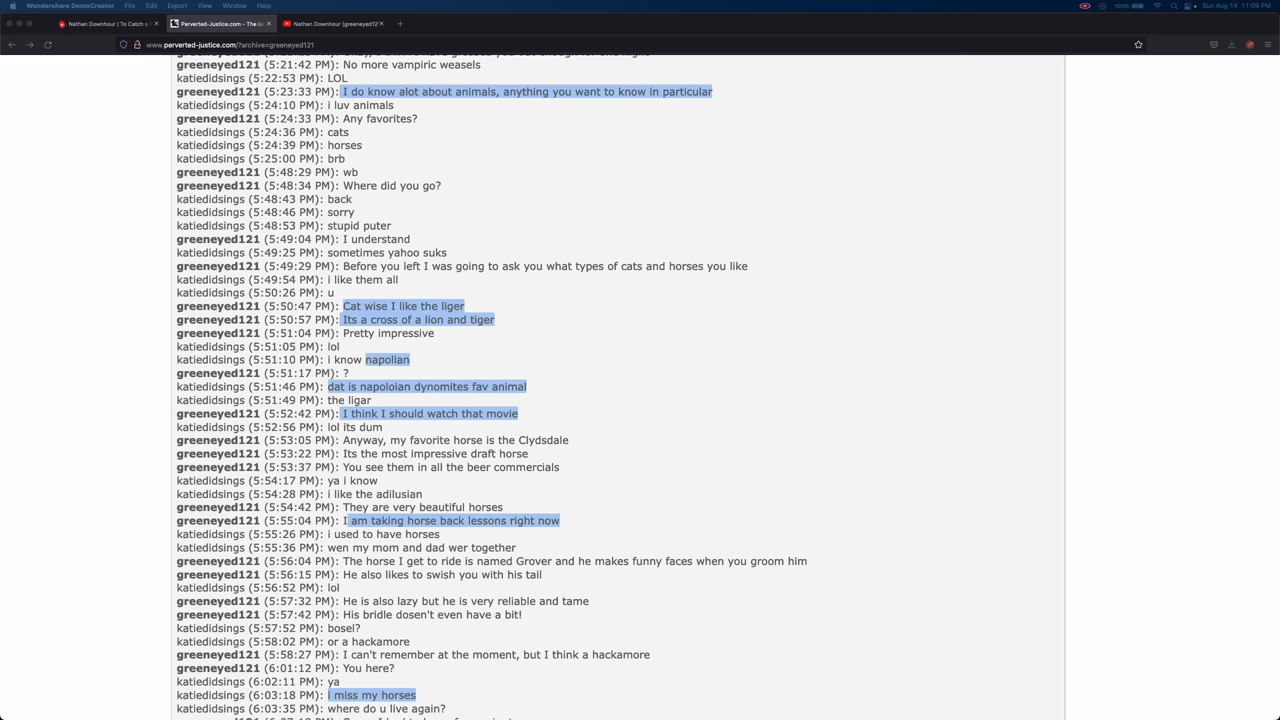 Wondershare DemoCreator File Edit Export View Window Help 100% Sun Aug 14 11:09 PM
Nathan Downhour | To Catch a Perverted-Justice.com - The la Nathan Downhour (greeneyed12
www.perverted-justice.com/?archive=greeneyed121
greeneyed121 (5:21:42 PM): No more vampiric weasels
katiedidsings (5:22:53 PM): LOL
greeneyed121 (5:23:33 PM): I do know alot about animals, anything you want to know in particular
katiedidsings (5:24:10 PM): i luv animals
greeneyed121 (5:24:33 PM): Any favorites?
katiedidsings (5:24:36 PM): cats
katiedidsings (5:24:39 PM): horses
katiedidsings (5:25:00 PM): brb
greeneyed121 (5:48:29 PM): wb
greeneyed121 (5:48:34 PM): Where did you go?
katiedidsings (5:48:43 PM): back
katiedidsings (5:48:46 PM): sorry
katiedidsings (5:48:53 PM): stupid puter
greeneyed121 (5:49:04 PM): I understand
katiedidsings (5:49:25 PM): sometimes yahoo suks
greeneyed121 (5:49:29 PM): Before you left I was going to ask you what types of cats and horses you like
katiedidsings (5:49:54 PM): i like them all
katiedidsings (5:50:26 PM): u
greeneyed121 (5:50:47 PM): Cat wise I like the liger
greeneyed121 (5:50:57 PM): Its a cross of a lion and tiger
greeneyed121 (5:51:04 PM): Pretty impressive
katiedidsings (5:51:05 PM): lol
katiedidsings (5:51:10 PM): i know napolian
greeneyed121 (5:51:17 PM): ?
katiedidsings (5:51:46 PM): dat is napoloian dynomites fav animal
katiedidsings (5:51:49 PM): the ligar
greeneyed121 (5:52:42 PM): I think I should watch that movie
katiedidsings (5:52:56 PM): lol its dum
greeneyed121 (5:53:05 PM): Anyway, my favorite horse is the Clydsdale
greeneyed121 (5:53:22 PM): Its the most impressive draft horse
greeneyed121 (5:53:37 PM): You see them in all the beer commercials
katiedidsings (5:54:17 PM): ya i know
katiedidsings (5:54:28 PM): i like the adilusian
greeneyed121 (5:54:42 PM): They are very beautiful horses
greeneyed121 (5:55:04 PM): I am taking horse back lessons right now
katiedidsings (5:55:26 PM): i used to have horses
katiedidsings (5:55:36 PM): wen my mom and dad wer together
greeneyed121 (5:56:04 PM): The horse I get to ride is named Grover and he makes funny faces when you groom him
greeneyed121 (5:56:15 PM): He also likes to swish you with his tail
katiedidsings (5:56:52 PM): lol
greeneyed121 (5:57:32 PM): He is also lazy but he is very reliable and tame
greeneyed121 (5:57:42 PM): His bridle dosen't even have a bit!
katiedidsings (5:57:52 PM): bosel?
katiedidsings (5:58:02 PM): or a hackamore
greeneyed121 (5:58:27 PM): I can't remember at the moment, but I think a hackamore
greeneyed121 (6:01:12 PM): You here?
katiedidsings (6:02:11 PM): ya
katiedidsings (6:03:18 PM): i miss my horses
katiedidsings (6:03:35 PM): where do u live again?